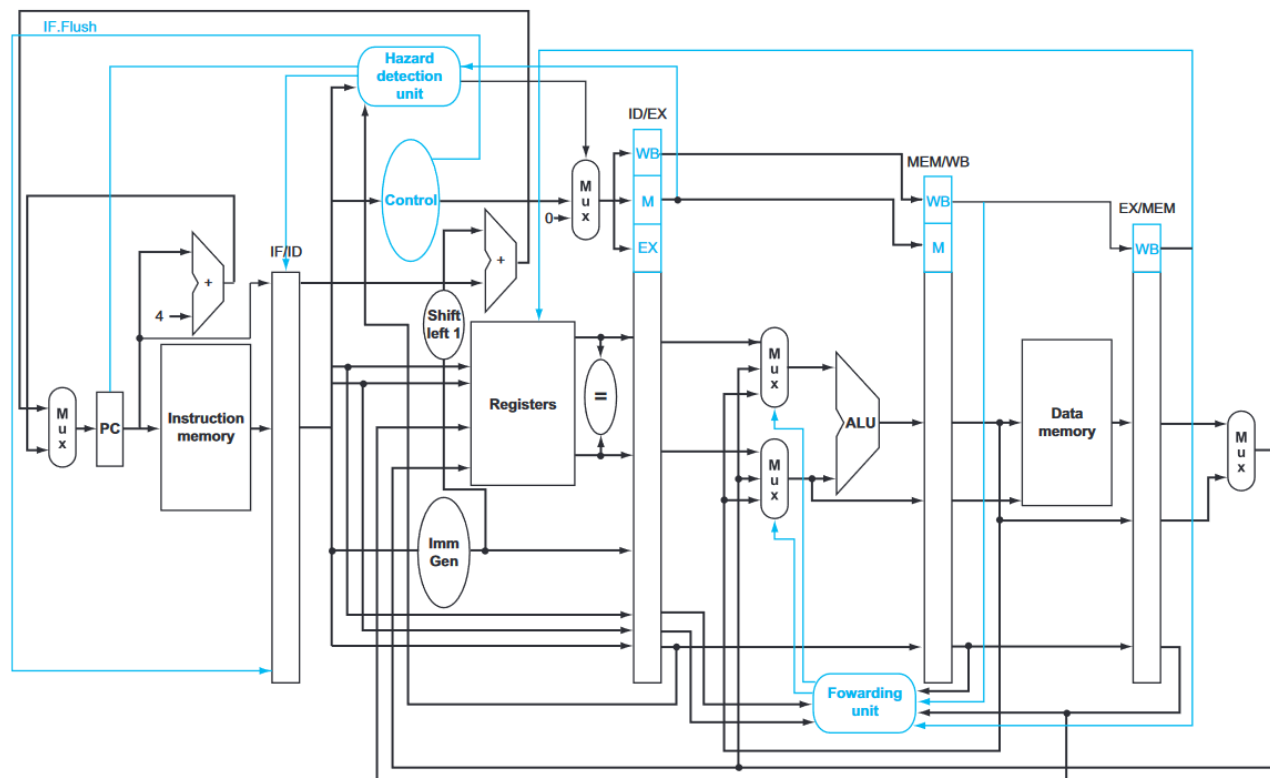 IF.Flush
Hazard
detection
unit
ID/EX
WB
MEM/WB
Control
M
u
x
M
WB
EX/MEM
0
EX
M
WB
IF/ID
+
+
4
Shift
left 1
M
u
x
Registers
=
M
u
x
PC
Instruction
memory
ALU
Data
memory
M
u
x
M
u
x
Imm
Gen
Fowarding
unit